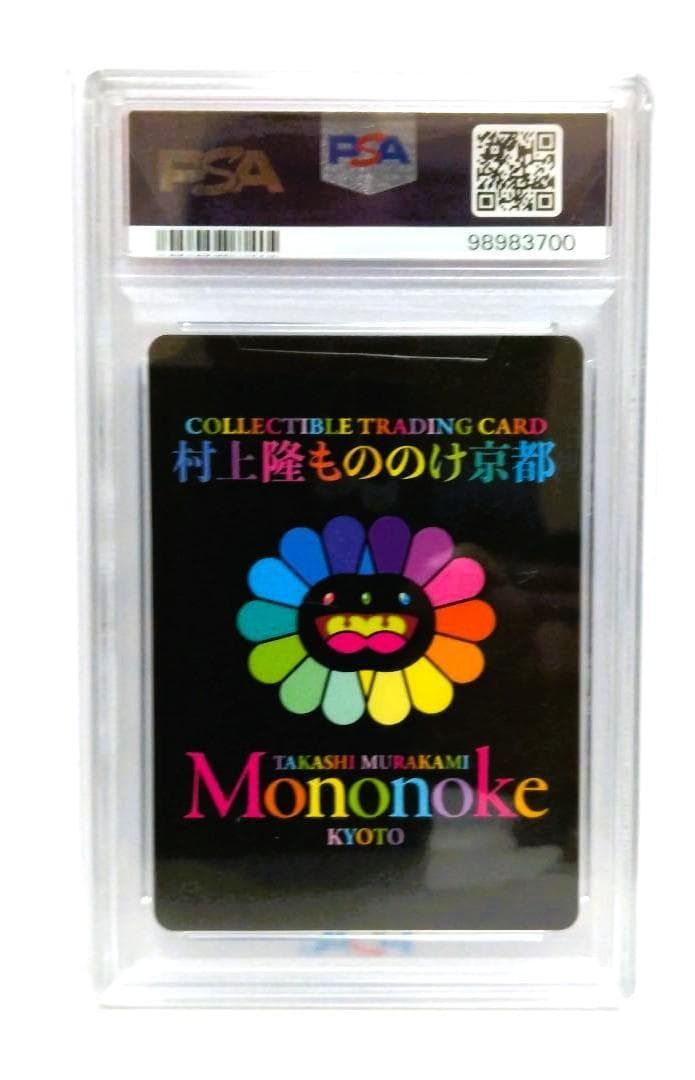 PSA
PSA
98983700
COLLECTIBLE TRADING CARD
村上隆もののけ京都
TAKASHI MURAKAMI
Mononoke
KYOTO